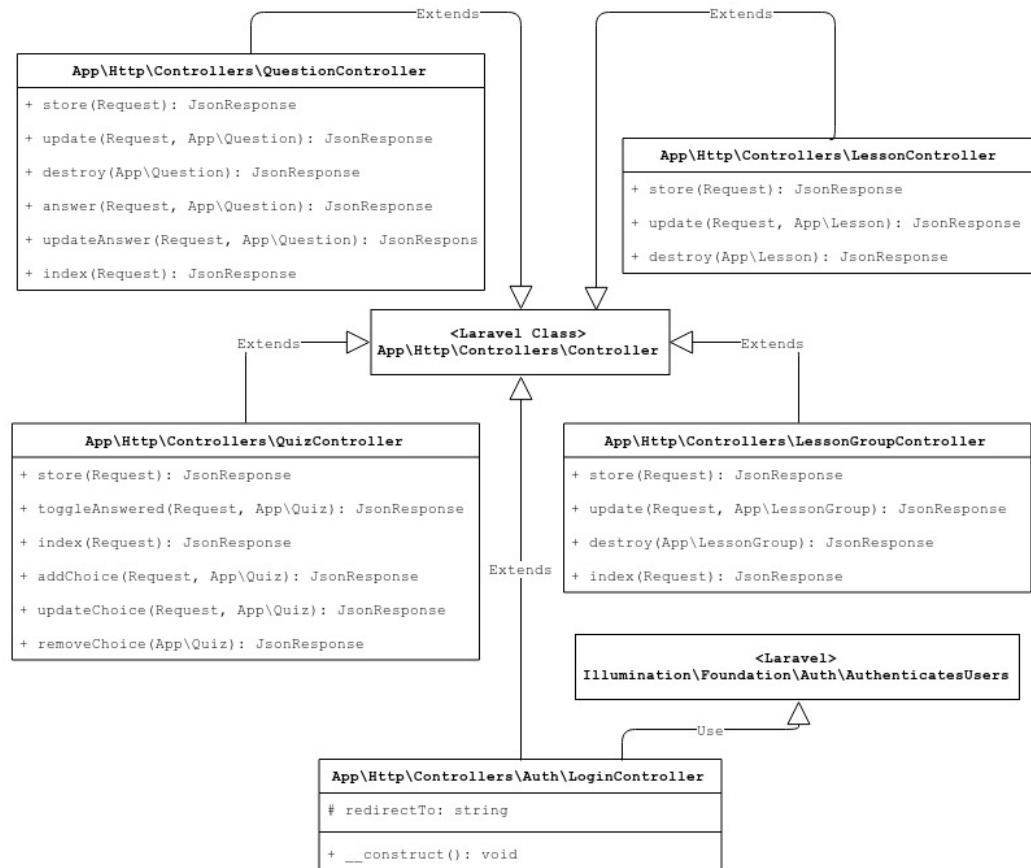 Extends
Extends
App\Http\Controllers\QuestionController
+ store(Request): JsonResponse
+ update(Request, App\Question): JsonResponse
+ destroy(App\Question): JsonResponse
+ answer(Request, App\Question): JsonResponse
+ updateAnswer(Request, App\Question): JsonRespons
+ index(Request): JsonResponse
App\Http\Controllers\LessonController
+ store(Request): JsonResponse
+ update(Request, App\Lesson): JsonResponse
+ destroy(App\Lesson): JsonResponse
<Laravel Class>
App\Http\Controllers\Controller
Extends
Extends
App\Http\Controllers\QuizController
+ store(Request): JsonResponse
+ toggleAnswered(Request, App\Quiz): JsonResponse
+ index(Request): JsonResponse
+ addChoice(Request, App\Quiz): JsonResponse
+ updateChoice(Request, App\Quiz): JsonResponse
+ removeChoice(App\Quiz): JsonResponse
App\Http\Controllers\LessonGroupController
+ store(Request): JsonResponse
+ update(Request, App\LessonGroup): JsonResponse
+ destroy(App\LessonGroup): JsonResponse
+ index(Request): JsonResponse
Extends
<Laravel>
Illumination\Foundation\Auth\AuthenticatesUsers
Use
App\Http\Controllers\Auth\LoginController
# redirectTo: string
+ __construct(): void